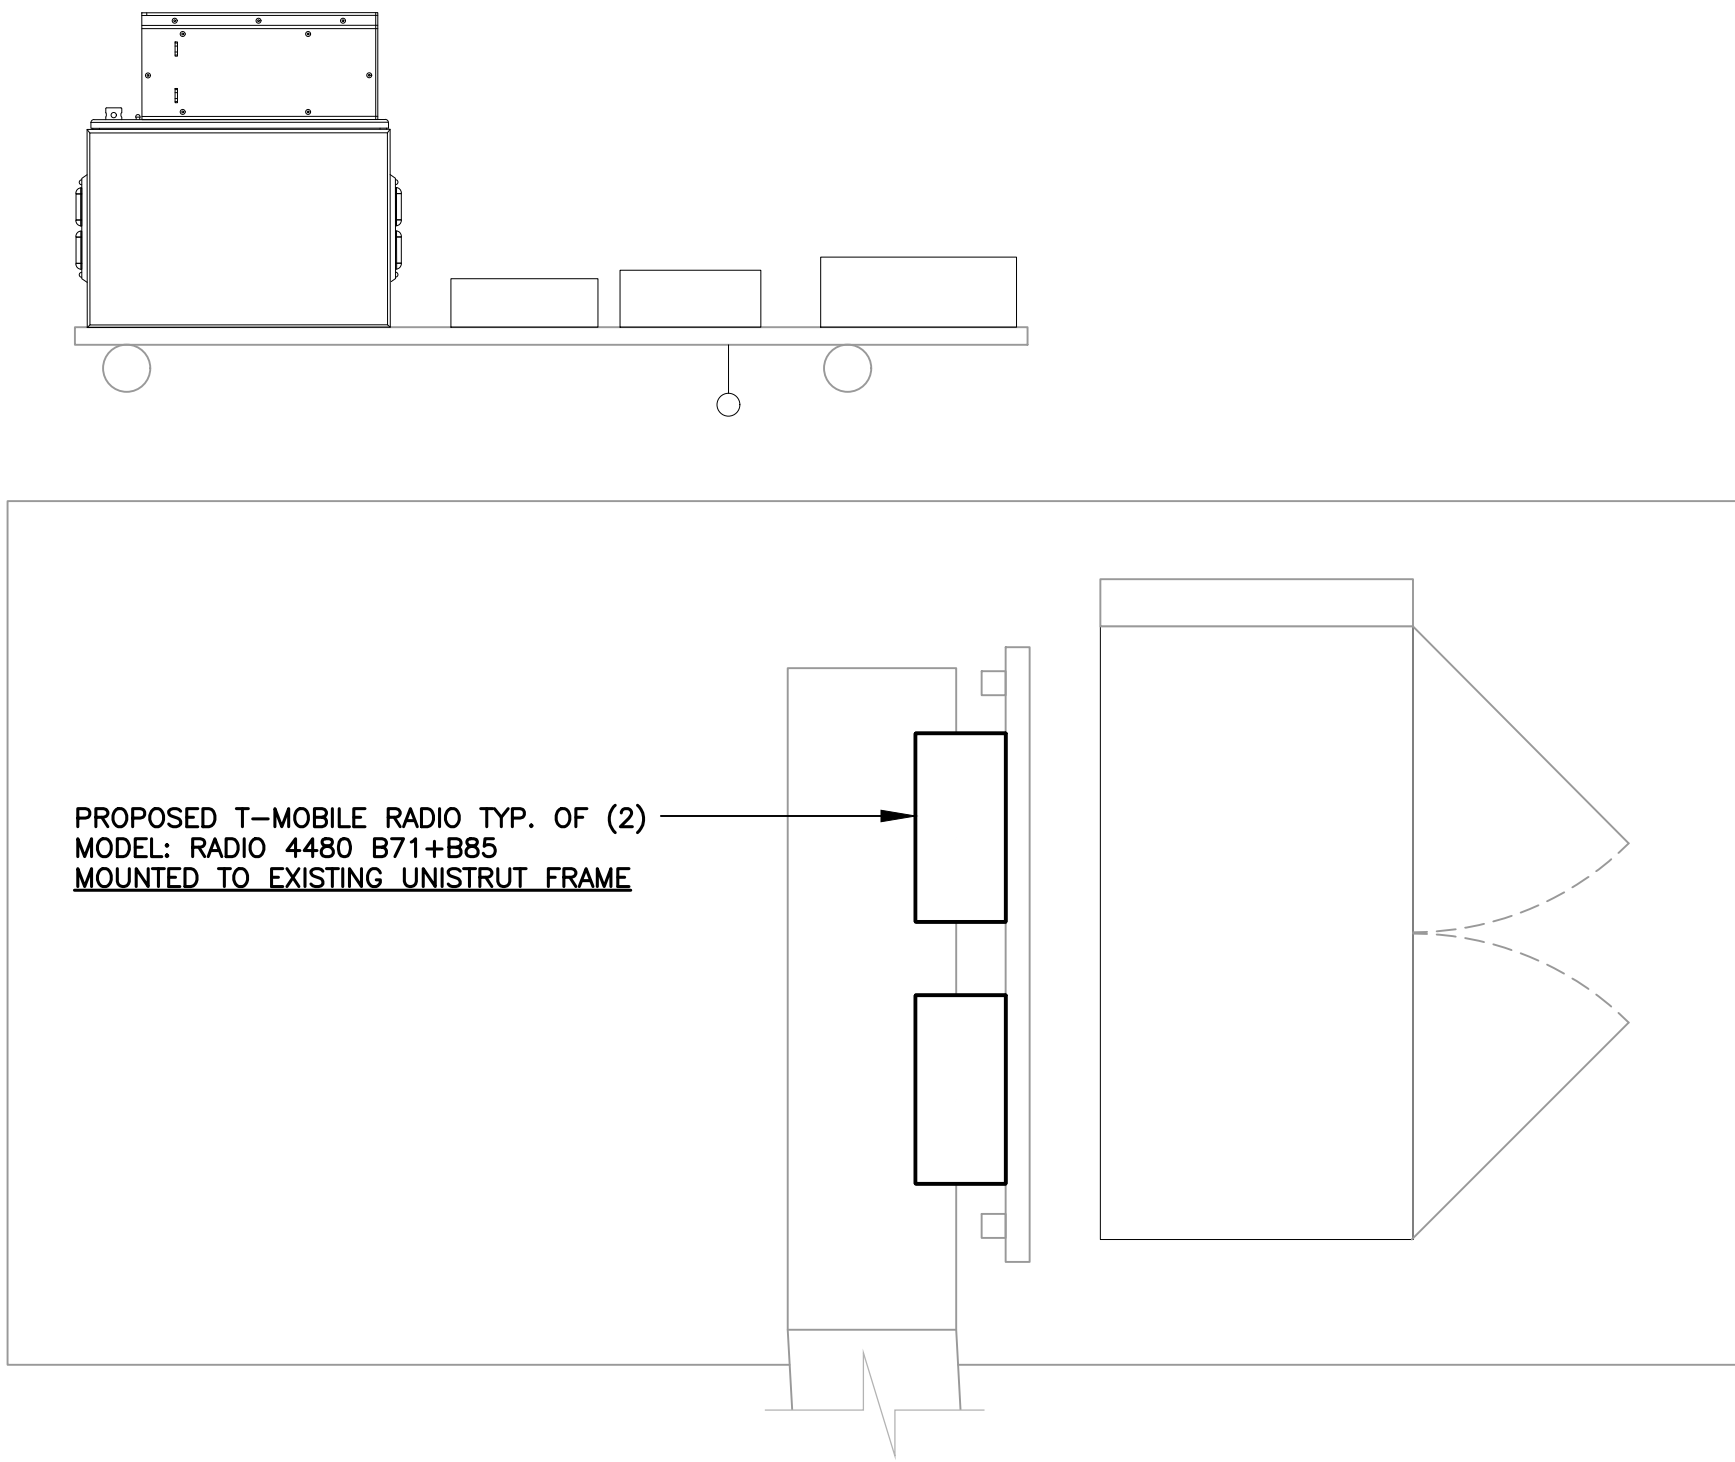 PROPOSED T-MOBILE RADIO TYP. OF (2)
MODEL: RADIO 4480 B71+B85
MOUNTED TO EXISTING UNISTRUT FRAME